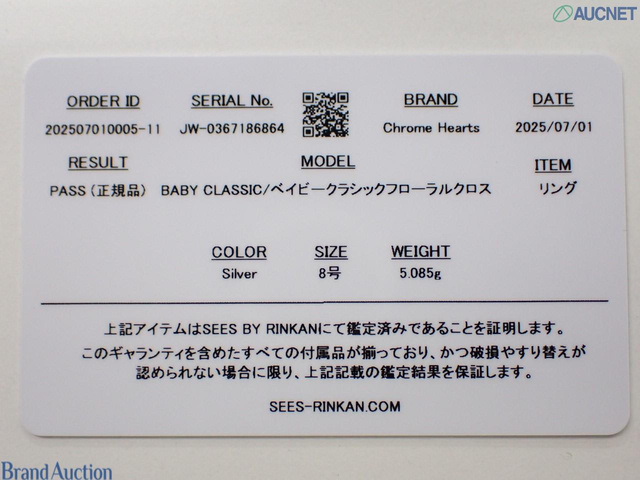 AUCNET
ORDER ID
SERIAL No.
BRAND
DATE
202507010005-11
JW-0367186864
Chrome Hearts
2025/07/01
RESULT
MODEL
ITEM
PASS (正規品)
BABY CLASSIC/ベイビークラシックフローラルクロス
リング
COLOR
SIZE
WEIGHT
Silver
8号
5.085g
上記アイテムはSEES BY RINKANにて鑑定済みであることを証明します。
このギャランティを含めたすべての付属品が揃っており、かつ破損やすり替えが
認められない場合に限り、上記記載の鑑定結果を保証します。
SEES-RINKAN.COM
Brand Auction